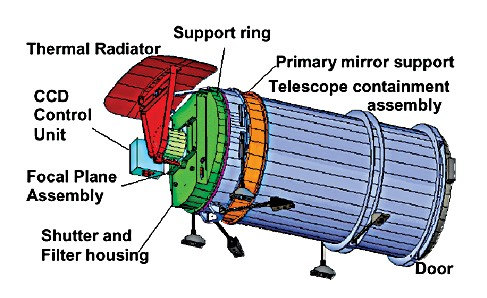 Support ring
Thermal Radiator
Primary mirror support
Telescope containment
assembly
CCD
Control
Unit
Focal Plane
Assembly
Shutter and
Filter housing
Door